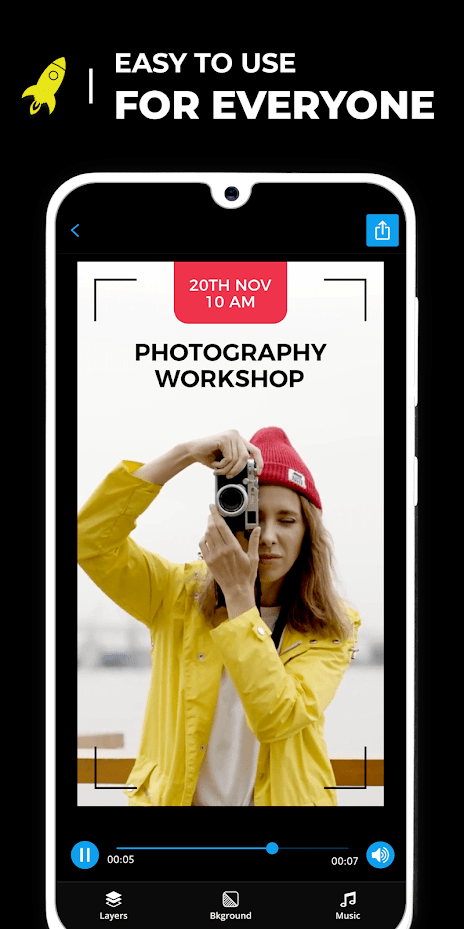 EASY TO USE
FOR EVERYONE
20TH NOV
10 AM
PHOTOGRAPHY
WORKSHOP
00:05
00:07
Layers
Bkground
Music